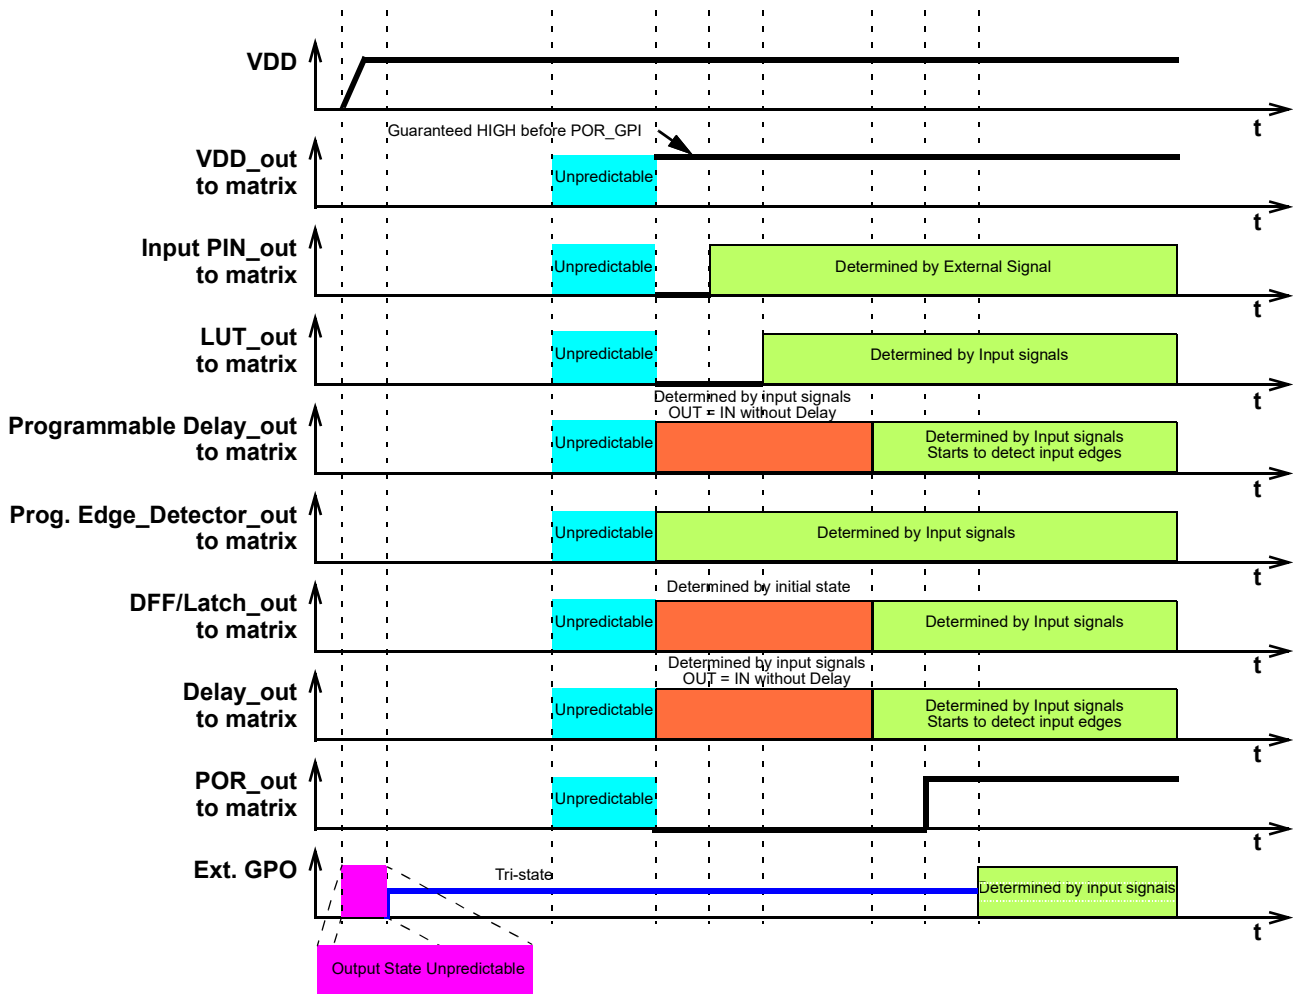 VDD
t
Guaranteed HIGH before POR_GPI
VDD_out
to matrix
Unpredictable
t
Input PIN_out
to matrix
Unpredictable
Determined by External Signal
t
LUT_out
to matrix
Unpredictable
Determined by Input signals
t
Determined by input signals
OUT = IN without Delay
Programmable Delay_out
to matrix
Unpredictable
Determined by Input signals
Starts to detect input edges
t
Prog. Edge_Detector_out
to matrix
Unpredictable
Determined by Input signals
t
Determined by initial state
DFF/Latch_out
to matrix
Unpredictable
Determined by Input signals
t
Determined by input signals
OUT = IN without Delay
Delay_out
to matrix
Unpredictable
Determined by Input signals
Starts to detect input edges
t
POR_out
to matrix
Unpredictable
t
Ext. GPO
Tri-state
Determined by input signals
t
Output State Unpredictable